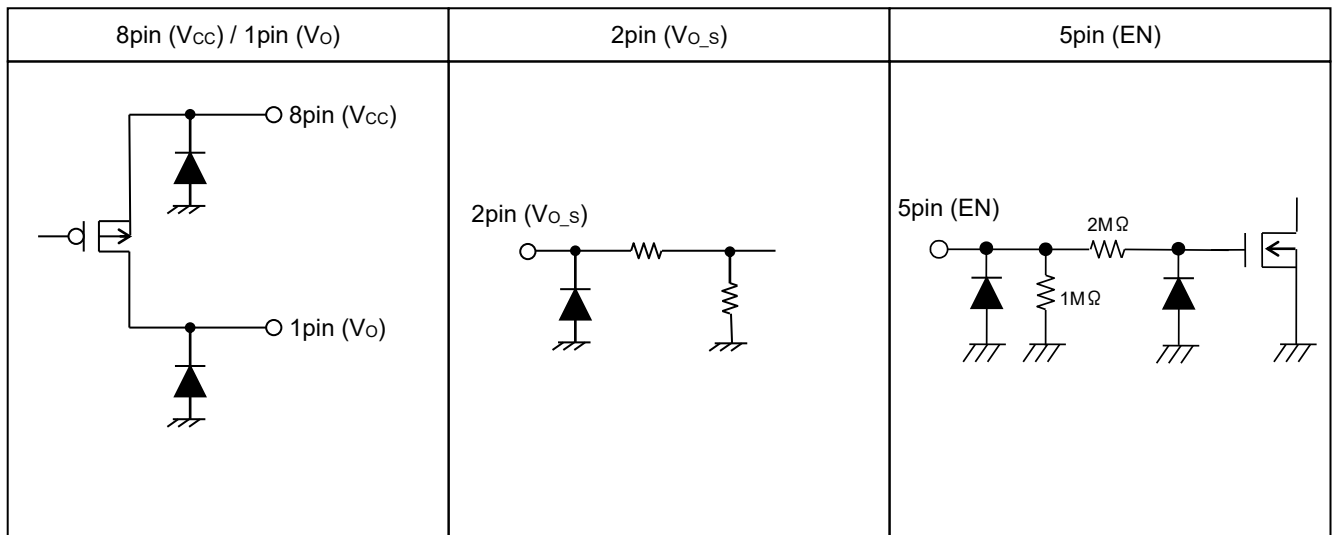 8pin (VCC) / 1pin (VO)
2pin (VO_S)
5pin (EN)
8pin (VCC)
1pin (VO)
2pin (VO_S)
5pin (EN)
2MΩ
1MΩ